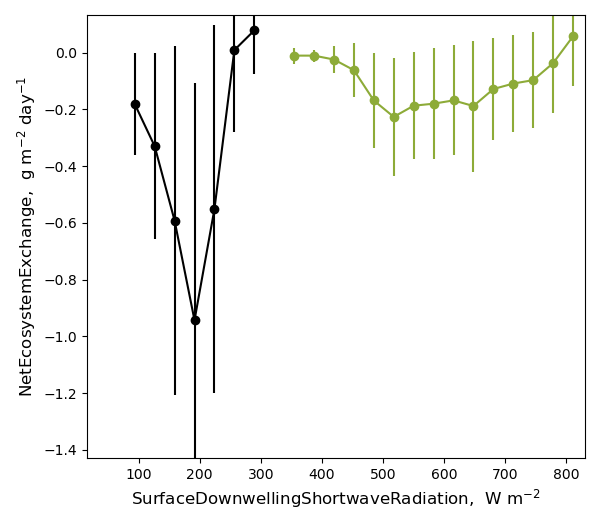 0.0
−0.2
−0.4
−0.6
−0.8
−1.0
−1.2
−1.4
NetEcosystemExchange,  g m⁻² day⁻¹
100 200 300 400 500 600 700 800
SurfaceDownwellingShortwaveRadiation,  W m⁻²